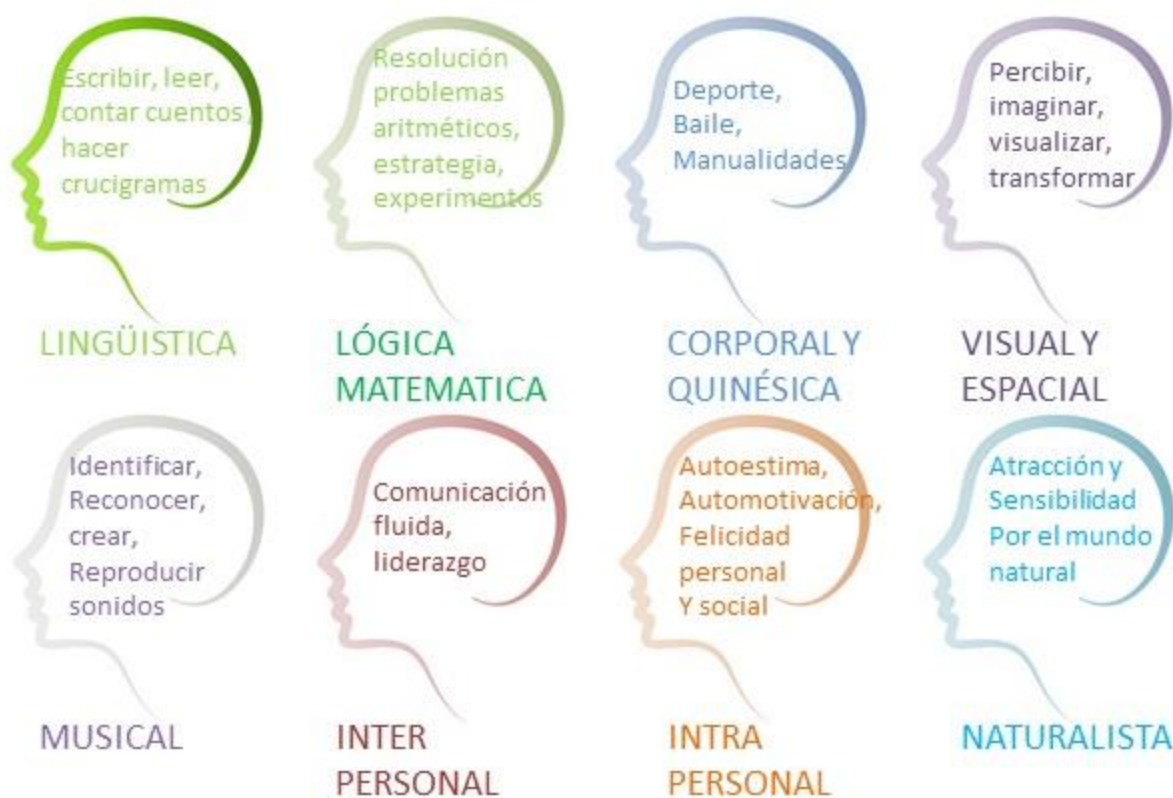 Escribir, leer,
contar cuentos,
hacer
crucigramas
LINGÜISTICA
Resolución
problemas
aritméticos,
estrategia,
experimentos
LÓGICA
MATEMATICA
Deporte,
Baile,
Manualidades
CORPORAL Y
QUINÉSICA
Percibir,
imaginar,
visualizar,
transformar
VISUAL Y
ESPACIAL
Identificar,
Reconocer,
crear,
Reproducir
sonidos
MUSICAL
Comunicación
fluida,
liderazgo
INTER
PERSONAL
Autoestima,
Automotivación,
Felicidad
personal
Y social
INTRA
PERSONAL
Atracción y
Sensibilidad
Por el mundo
natural
NATURALISTA